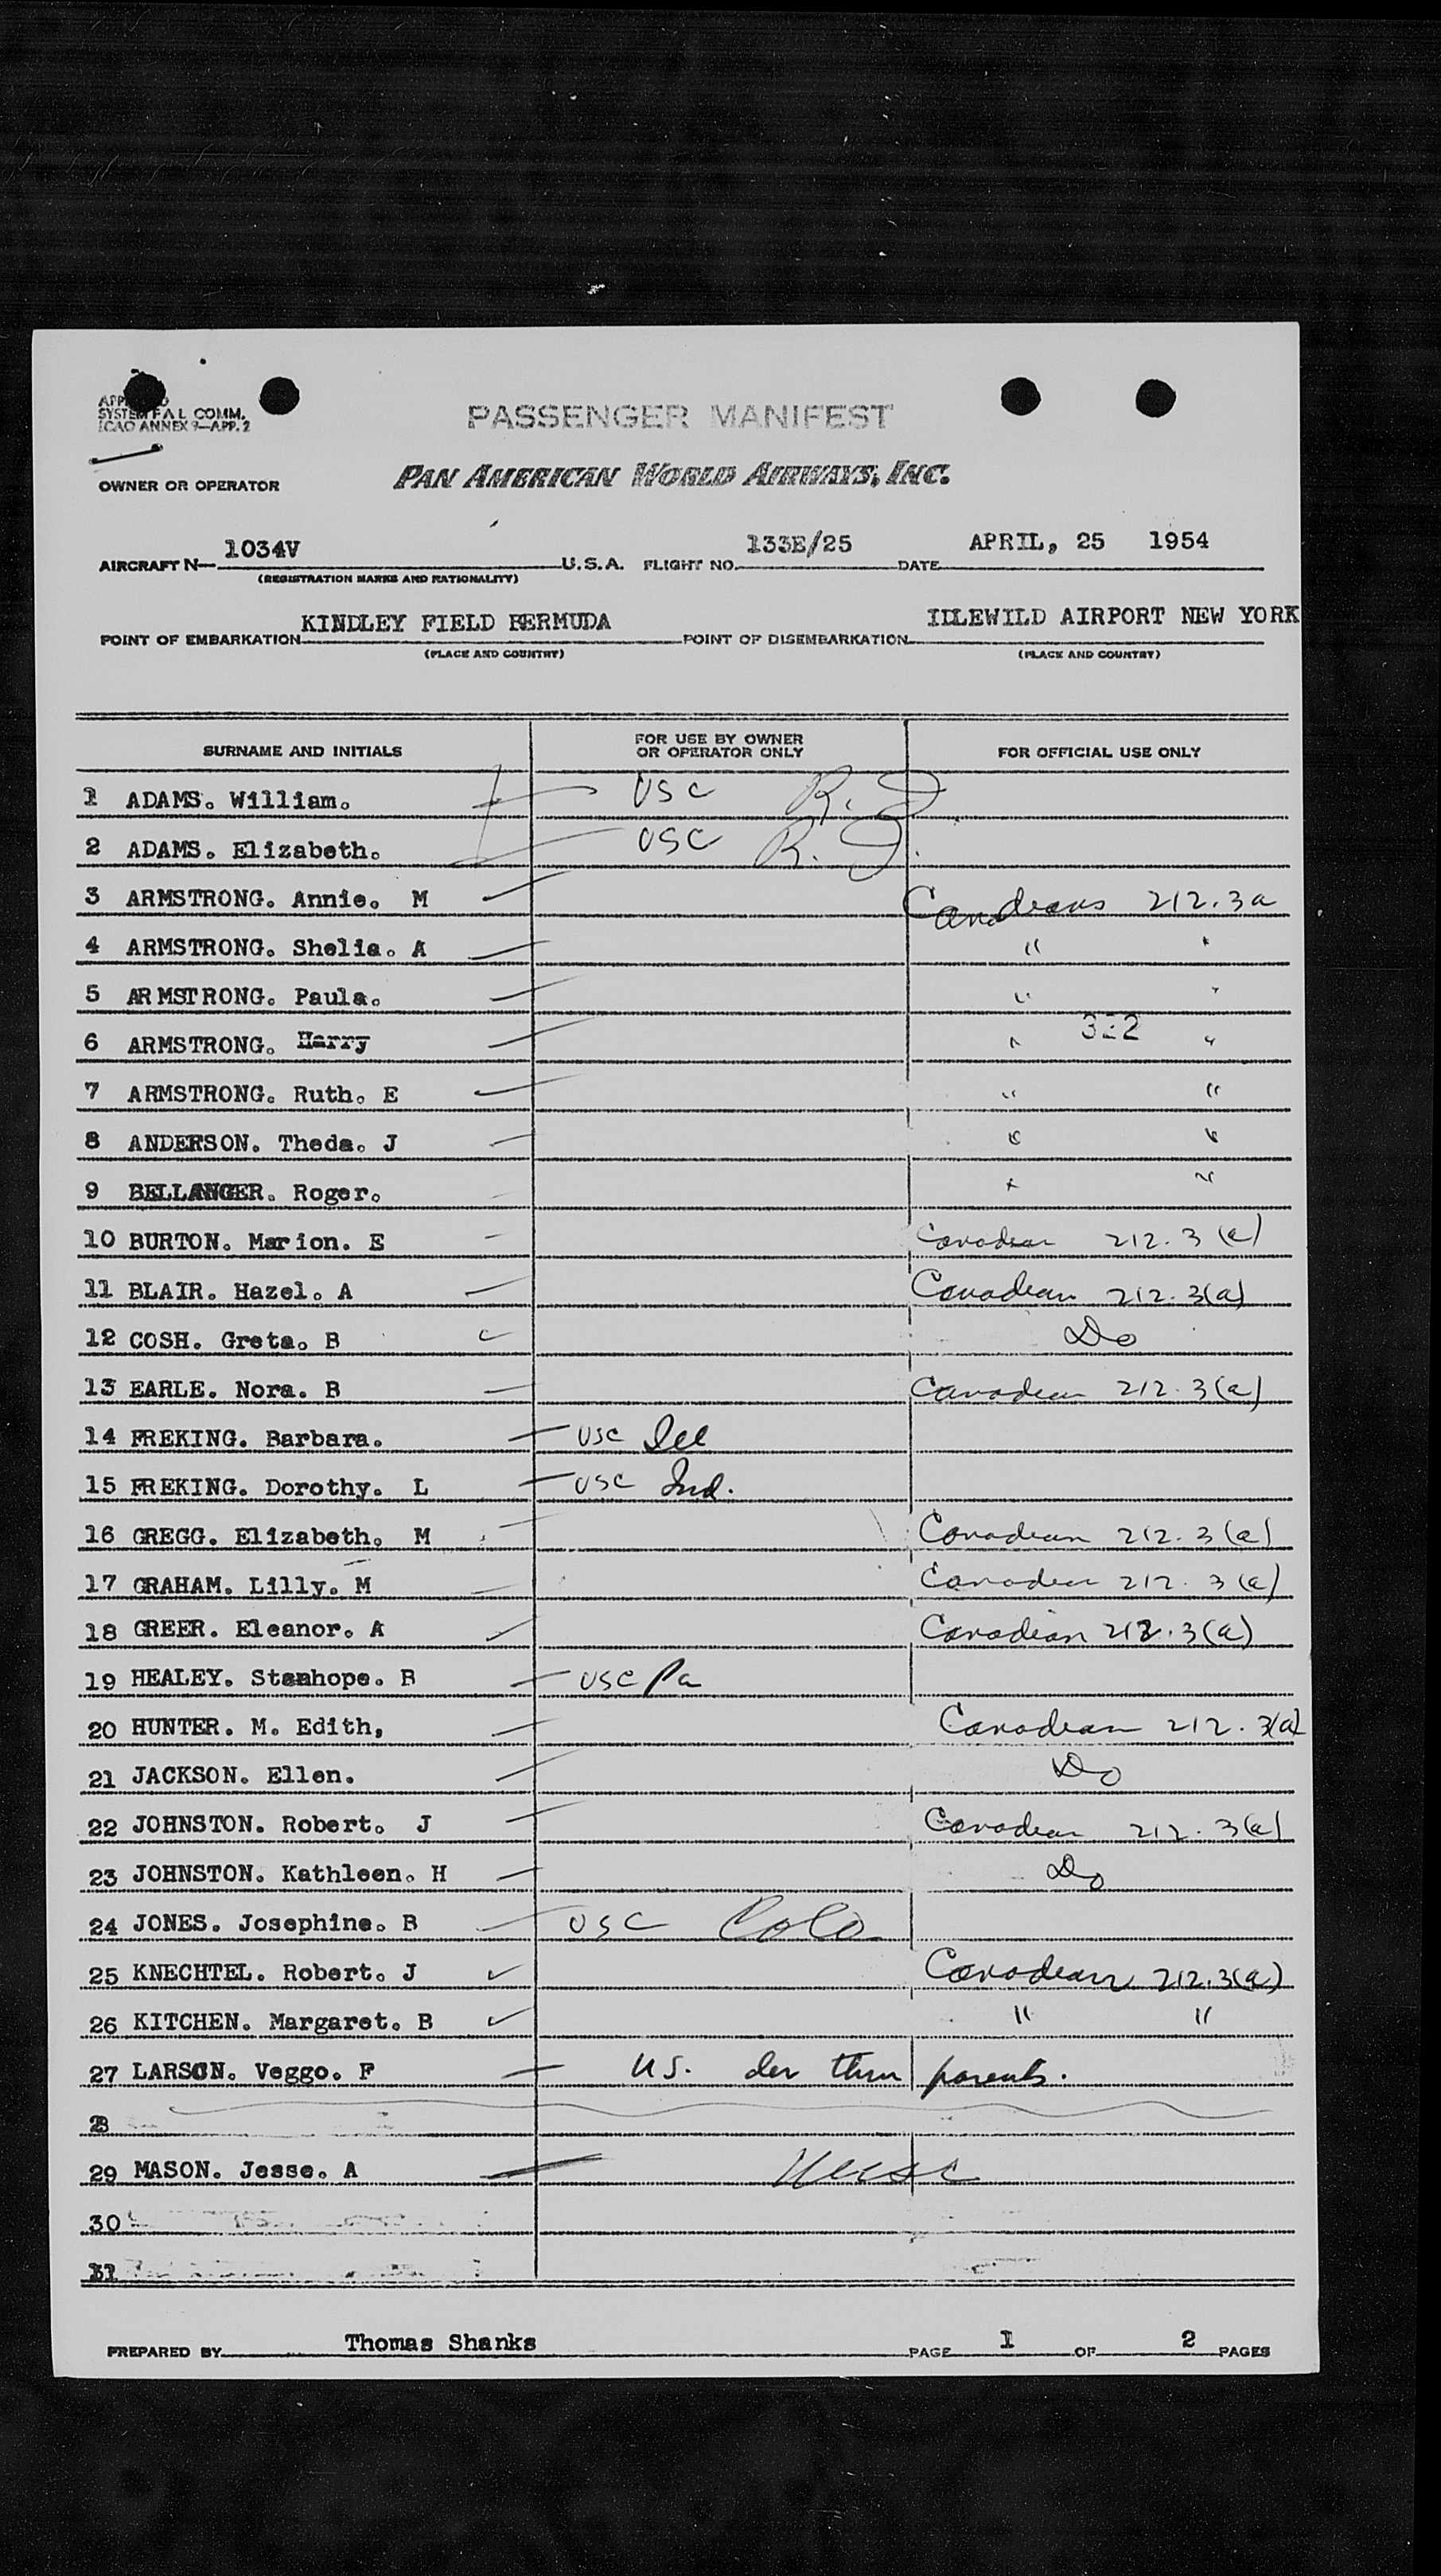 SYSTEM F A L COMM.
ICAO ANNEX 9—APP. 2
PASSENGER MANIFEST
OWNER OR OPERATOR PAN AMERICAN WORLD AIRWAYS, INC.
AIRCRAFT N— 1034V U.S.A. FLIGHT NO. 133E/25 DATE APRIL, 25 1954
(REGISTRATION MARKS AND NATIONALITY)
POINT OF EMBARKATION KINDLEY FIELD BERMUDA POINT OF DISEMBARKATION IDLEWILD AIRPORT NEW YORK
(PLACE AND COUNTRY) (PLACE AND COUNTRY)
SURNAME AND INITIALS FOR USE BY OWNER OR OPERATOR ONLY FOR OFFICIAL USE ONLY
1 ADAMS. William. USC R.I.
2 ADAMS. Elizabeth. USC R.I.
3 ARMSTRONG. Annie. M Canadians 212.3a
4 ARMSTRONG. Shelia. A " "
5 ARMSTRONG. Paula. " "
6 ARMSTRONG. Harry " 322 "
7 ARMSTRONG. Ruth. E " "
8 ANDERSON. Theda. J " "
9 BELLANGER. Roger. " "
10 BURTON. Marion. E Canadian 212.3(a)
11 BLAIR. Hazel. A Canadian 212.3(a)
12 COSH. Greta. B Do
13 EARLE. Nora. B Canadian 212.3(a)
14 FREKING. Barbara. USC Ill
15 FREKING. Dorothy. L USC Ind.
16 GREGG. Elizabeth. M Canadian 212.3(a)
17 GRAHAM. Lilly. M Canadian 212.3(a)
18 GREER. Eleanor. A Canadian 212.3(a)
19 HEALEY. Stanhope. B USC Pa
20 HUNTER. M. Edith, Canadian 212.3(a)
21 JACKSON. Ellen. Do
22 JOHNSTON. Robert. J Canadian 212.3(a)
23 JOHNSTON. Kathleen. H Do
24 JONES. Josephine. B USC Colo
25 KNECHTEL. Robert. J Canadian 212.3(a)
26 KITCHEN. Margaret. B " "
27 LARSON. Veggo. F U.S. der thru parents.
28
29 MASON. Jesse. A
30
31
PREPARED BY Thomas Shanks PAGE 1 OF 2 PAGES